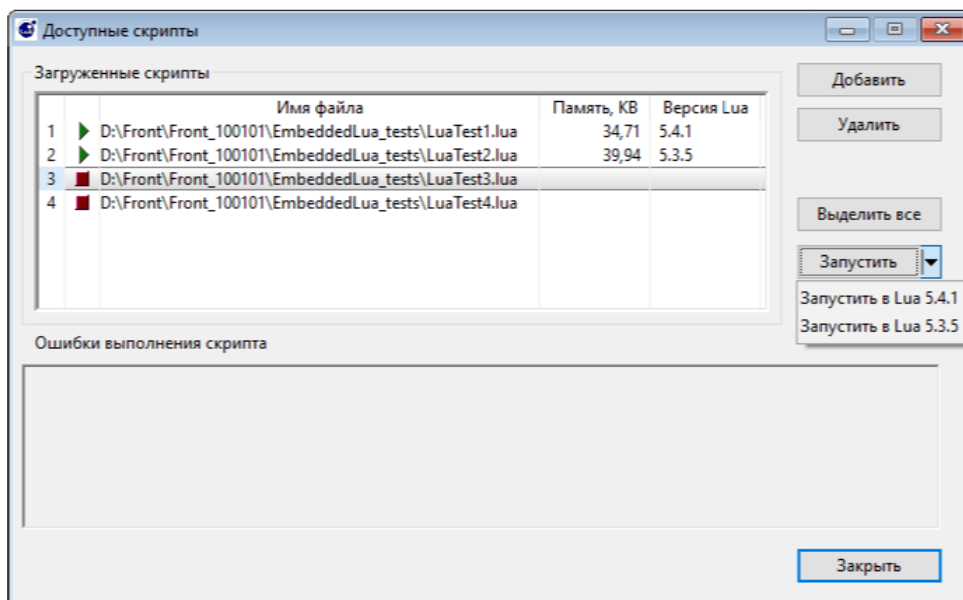 Доступные скрипты
Загруженные скрипты
Имя файла Память, KB Версия Lua
1 D:\Front\Front_100101\EmbeddedLua_tests\LuaTest1.lua 34,71 5.4.1
2 D:\Front\Front_100101\EmbeddedLua_tests\LuaTest2.lua 39,94 5.3.5
3 D:\Front\Front_100101\EmbeddedLua_tests\LuaTest3.lua
4 D:\Front\Front_100101\EmbeddedLua_tests\LuaTest4.lua
Добавить
Удалить
Выделить все
Запустить
Запустить в Lua 5.4.1
Запустить в Lua 5.3.5
Ошибки выполнения скрипта
Закрыть